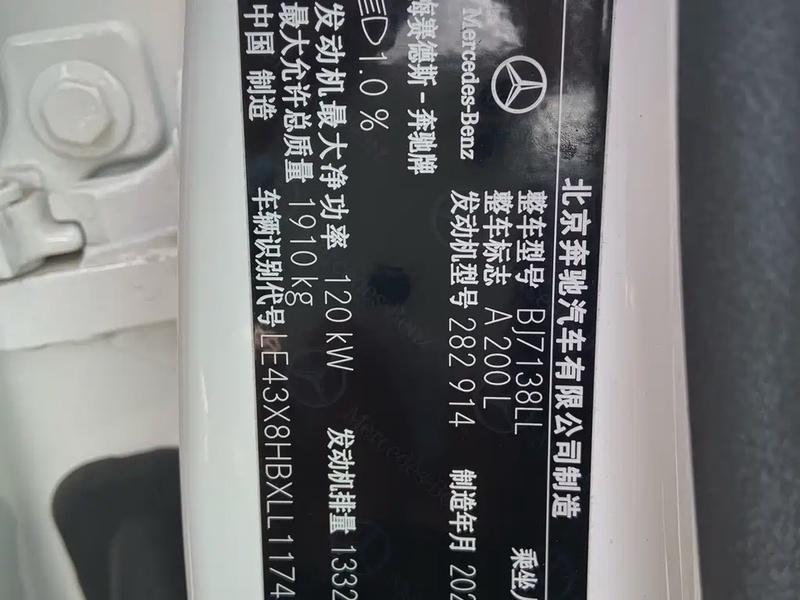 北京奔驰汽车有限公司制造
Mercedes-Benz
梅赛德斯-奔驰牌
整车型号 BJ7138LL 乘坐人
整车标志 A 200 L
发动机型号 282 914 制造年月 202
1.0 %
发动机最大净功率 120 kW 发动机排量 1332
最大允许总质量 1910 kg
中国 制造 车辆识别代号 LE43X8HBXLL1174